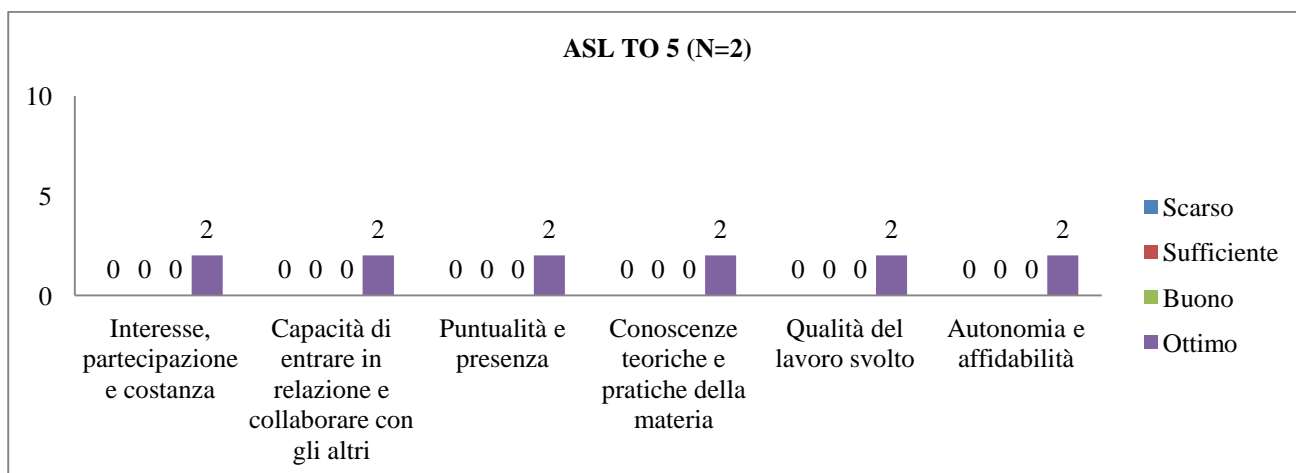 ASL TO 5 (N=2)
10
5
0
0 0 0 2
0 0 0 2
0 0 0 2
0 0 0 2
0 0 0 2
0 0 0 2
Interesse,
partecipazione
e costanza
Capacità di
entrare in
relazione e
collaborare con
gli altri
Puntualità e
presenza
Conoscenze
teoriche e
pratiche della
materia
Qualità del
lavoro svolto
Autonomia e
affidabilità
Scarso
Sufficiente
Buono
Ottimo